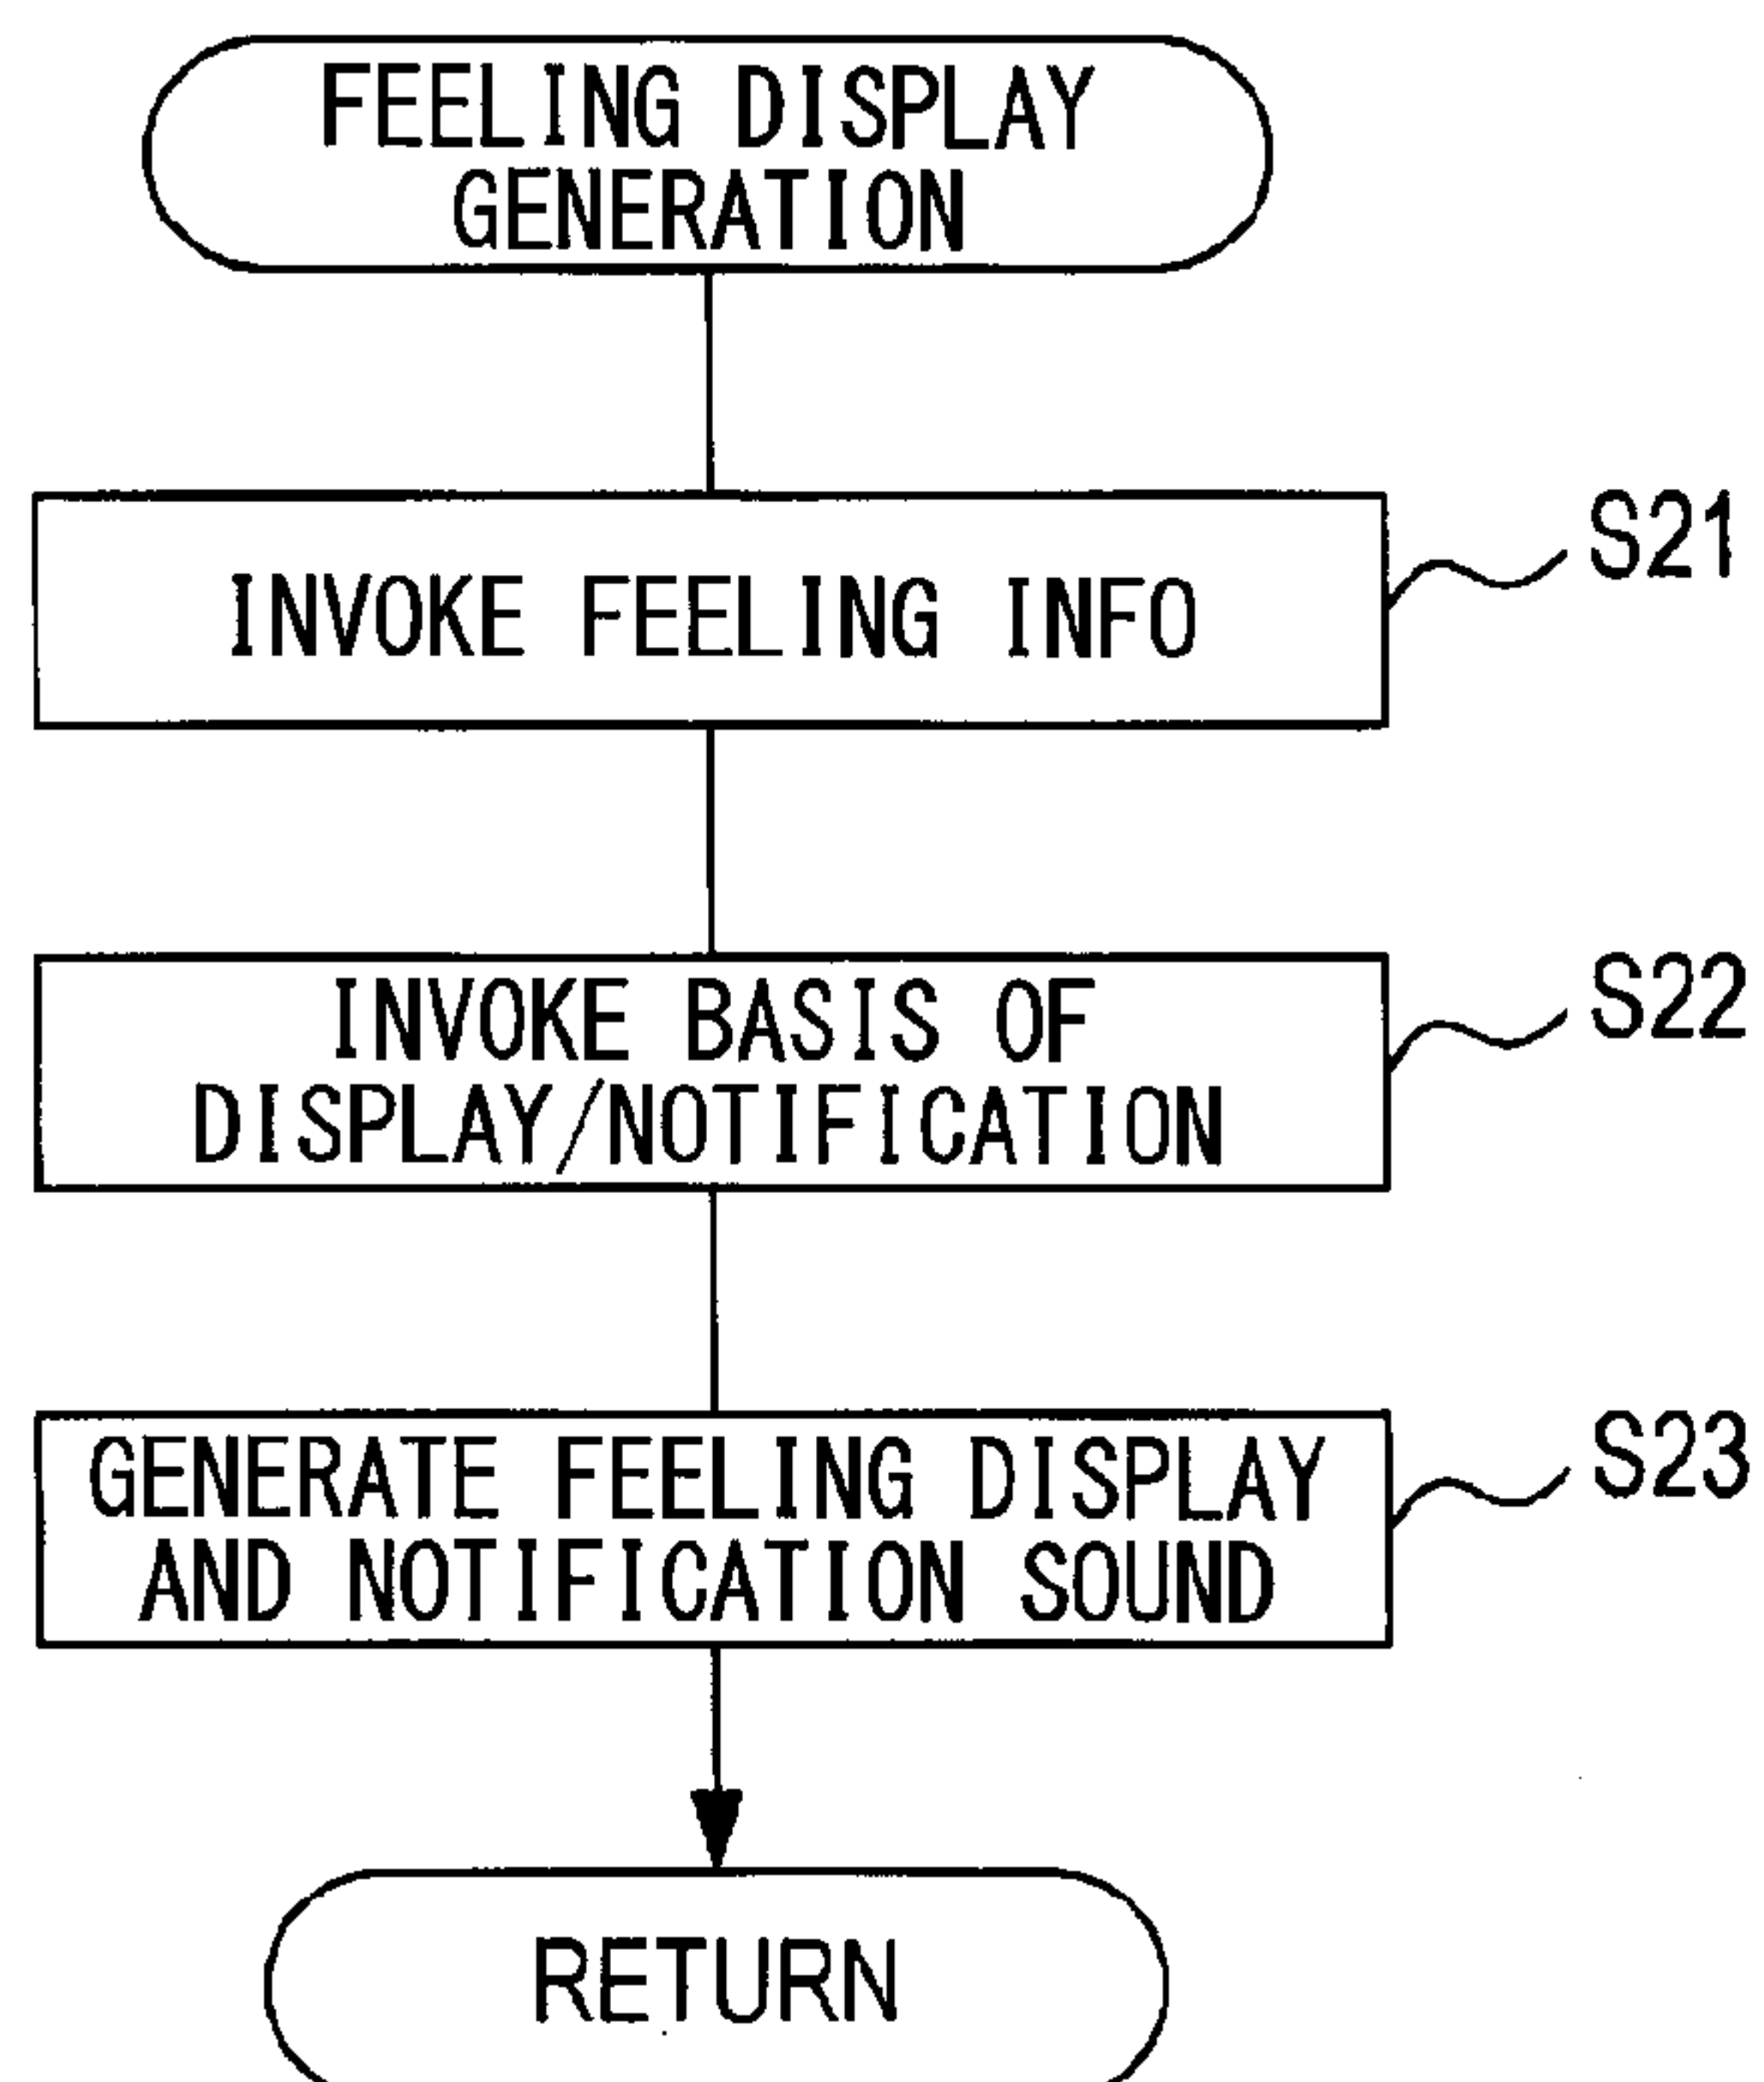 FEELING DISPLAY
GENERATION
INVOKE FEELING INFO
S21
INVOKE BASIS OF
DISPLAY/NOTIFICATION
S22
GENERATE FEELING DISPLAY
AND NOTIFICATION SOUND
S23
RETURN